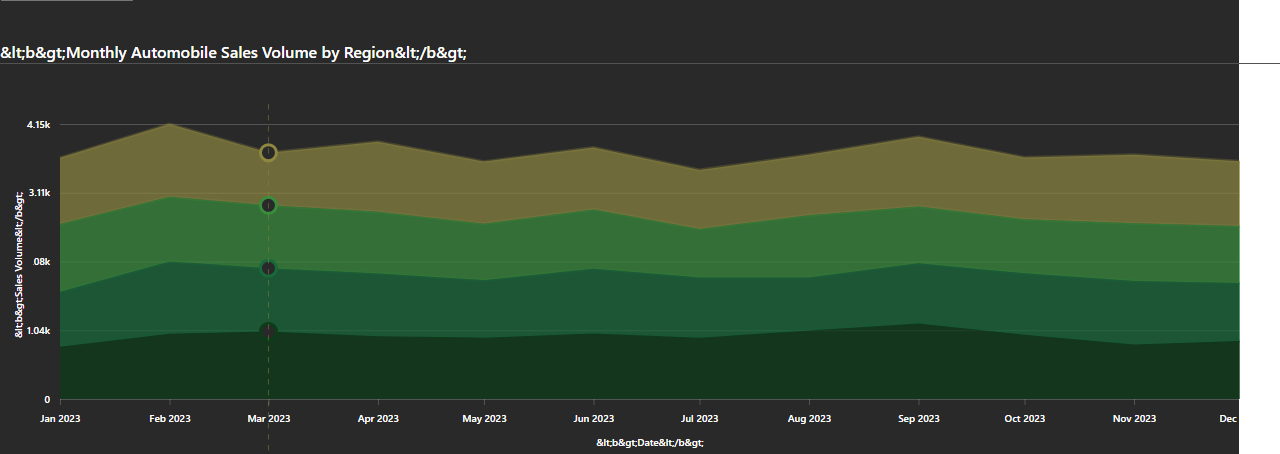 &lt;b&gt;Monthly Automobile Sales Volume by Region&lt;/b&gt;
4.15k
3.11k
.08k
1.04k
0
&lt;b&gt;Sales Volume&lt;/b&gt;
Jan 2023 Feb 2023 Mar 2023 Apr 2023 May 2023 Jun 2023 Jul 2023 Aug 2023 Sep 2023 Oct 2023 Nov 2023 Dec
&lt;b&gt;Date&lt;/b&gt;